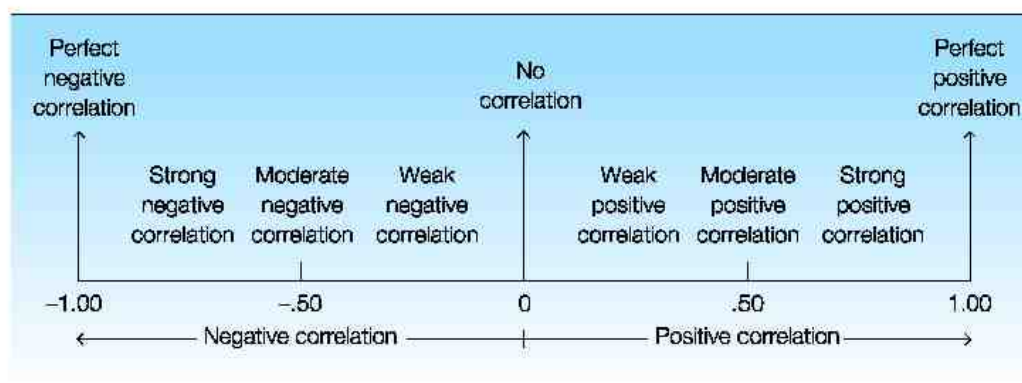 Perfect
negative
correlation
No
correlation
Perfect
positive
correlation
Strong
negative
correlation
Moderate
negative
correlation
Weak
negative
correlation
Weak
positive
correlation
Moderate
positive
correlation
Strong
positive
correlation
–1.00
–.50
0
.50
1.00
Negative correlation
Positive correlation